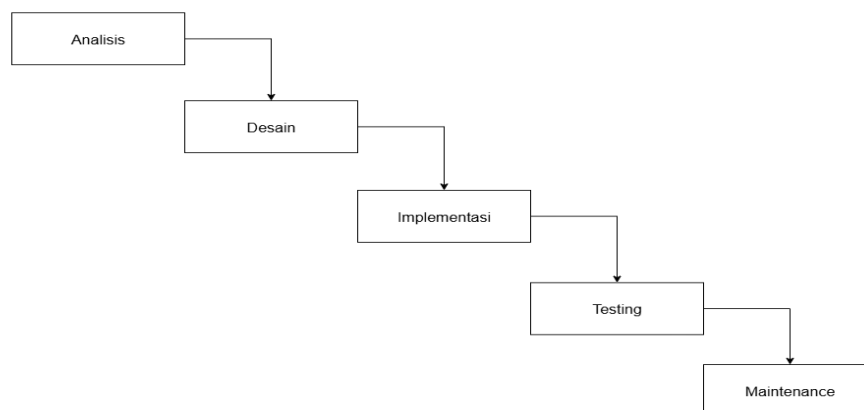 Analisis
Desain
Implementasi
Testing
Maintenance